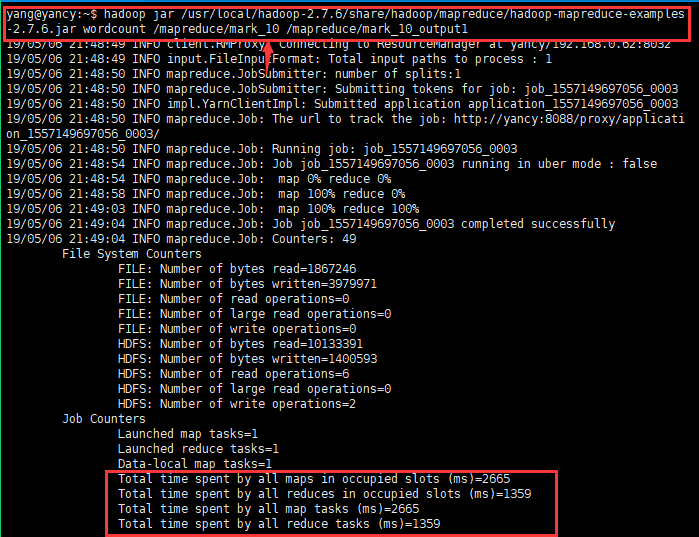 yang@yancy:~$ hadoop jar /usr/local/hadoop-2.7.6/share/hadoop/mapreduce/hadoop-mapreduce-examples
-2.7.6.jar wordcount /mapreduce/mark_10 /mapreduce/mark_10_output1
19/05/06 21:48:49 INFO client.RMProxy: Connecting to ResourceManager at yancy/192.168.0.62:8032
19/05/06 21:48:49 INFO input.FileInputFormat: Total input paths to process : 1
19/05/06 21:48:50 INFO mapreduce.JobSubmitter: number of splits:1
19/05/06 21:48:50 INFO mapreduce.JobSubmitter: Submitting tokens for job: job_1557149697056_0003
19/05/06 21:48:50 INFO impl.YarnClientImpl: Submitted application application_1557149697056_0003
19/05/06 21:48:50 INFO mapreduce.Job: The url to track the job: http://yancy:8088/proxy/applicati
on_1557149697056_0003/
19/05/06 21:48:50 INFO mapreduce.Job: Running job: job_1557149697056_0003
19/05/06 21:48:54 INFO mapreduce.Job: Job job_1557149697056_0003 running in uber mode : false
19/05/06 21:48:54 INFO mapreduce.Job:  map 0% reduce 0%
19/05/06 21:48:58 INFO mapreduce.Job:  map 100% reduce 0%
19/05/06 21:49:03 INFO mapreduce.Job:  map 100% reduce 100%
19/05/06 21:49:04 INFO mapreduce.Job: Job job_1557149697056_0003 completed successfully
19/05/06 21:49:04 INFO mapreduce.Job: Counters: 49
File System Counters
FILE: Number of bytes read=1867246
FILE: Number of bytes written=3979971
FILE: Number of read operations=0
FILE: Number of large read operations=0
FILE: Number of write operations=0
HDFS: Number of bytes read=10133391
HDFS: Number of bytes written=1400593
HDFS: Number of read operations=6
HDFS: Number of large read operations=0
HDFS: Number of write operations=2
Job Counters
Launched map tasks=1
Launched reduce tasks=1
Data-local map tasks=1
Total time spent by all maps in occupied slots (ms)=2665
Total time spent by all reduces in occupied slots (ms)=1359
Total time spent by all map tasks (ms)=2665
Total time spent by all reduce tasks (ms)=1359